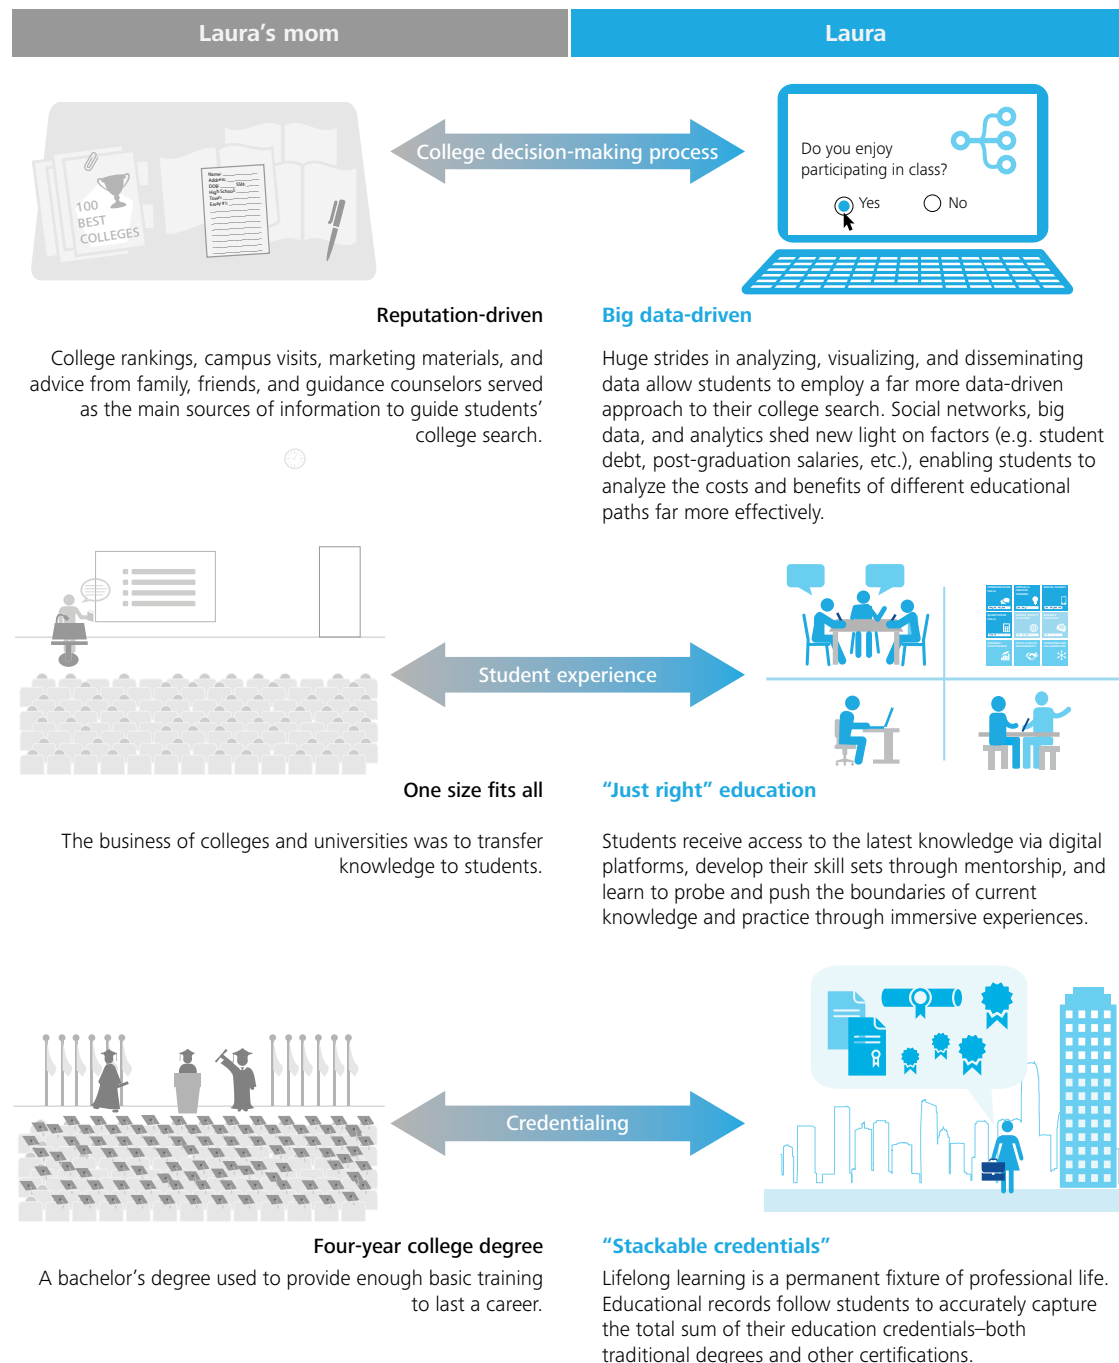 Laura’s mom
Laura
100
BEST
COLLEGES
Name:
Address:
DOB: SSN:
High School:
Town:
Essay #1:
College decision-making process
Do you enjoy
participating in class?
Yes
No
Reputation-driven
College rankings, campus visits, marketing materials, and
advice from family, friends, and guidance counselors served
as the main sources of information to guide students’
college search.
Big data-driven
Huge strides in analyzing, visualizing, and disseminating
data allow students to employ a far more data-driven
approach to their college search. Social networks, big
data, and analytics shed new light on factors (e.g. student
debt, post-graduation salaries, etc.), enabling students to
analyze the costs and benefits of different educational
paths far more effectively.
Student experience
One size fits all
The business of colleges and universities was to transfer
knowledge to students.
“Just right” education
Students receive access to the latest knowledge via digital
platforms, develop their skill sets through mentorship, and
learn to probe and push the boundaries of current
knowledge and practice through immersive experiences.
Credentialing
Four-year college degree
A bachelor’s degree used to provide enough basic training
to last a career.
“Stackable credentials”
Lifelong learning is a permanent fixture of professional life.
Educational records follow students to accurately capture
the total sum of their education credentials–both
traditional degrees and other certifications.